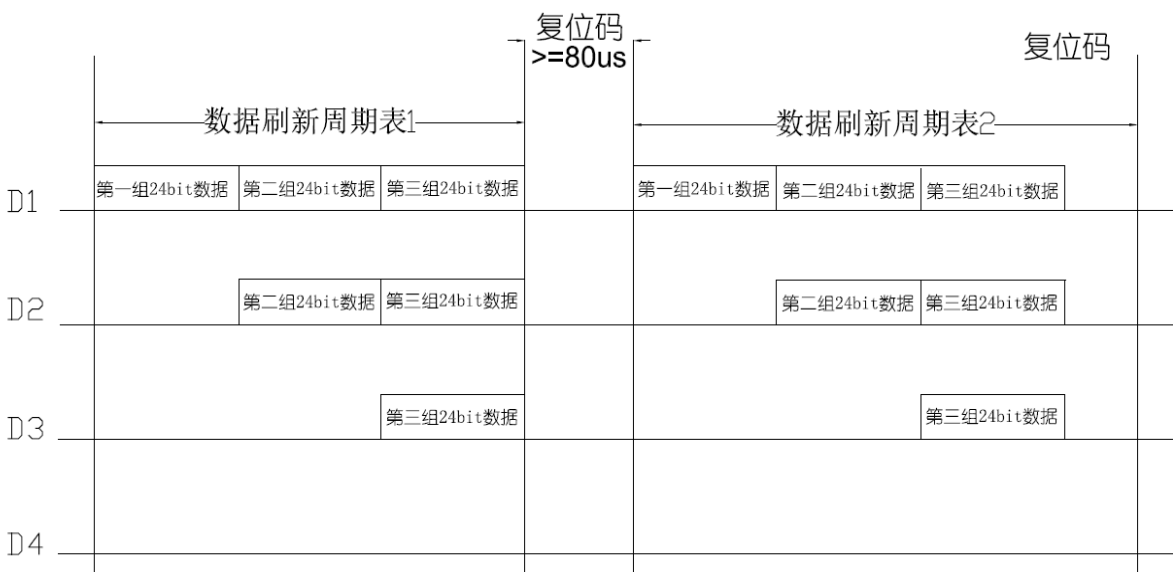 复位码
>=80us
复位码
数据刷新周期表1
数据刷新周期表2
D1
第一组24bit数据 第二组24bit数据 第三组24bit数据
第一组24bit数据 第二组24bit数据 第三组24bit数据
D2
第二组24bit数据 第三组24bit数据
第二组24bit数据 第三组24bit数据
D3
第三组24bit数据
第三组24bit数据
D4